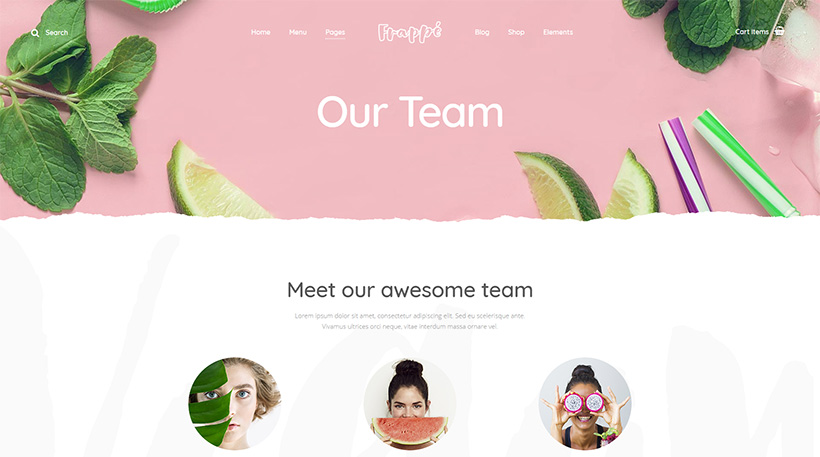 Search
Home
Menu
Pages
Frappé
Blog
Shop
Elements
Cart Items
Our Team
Meet our awesome team
Lorem ipsum dolor sit amet, consectetur adipiscing elit. Sed eu scelerisque ante.
Vivamus ultrices orci neque, vitae interdum massa ornare vel.